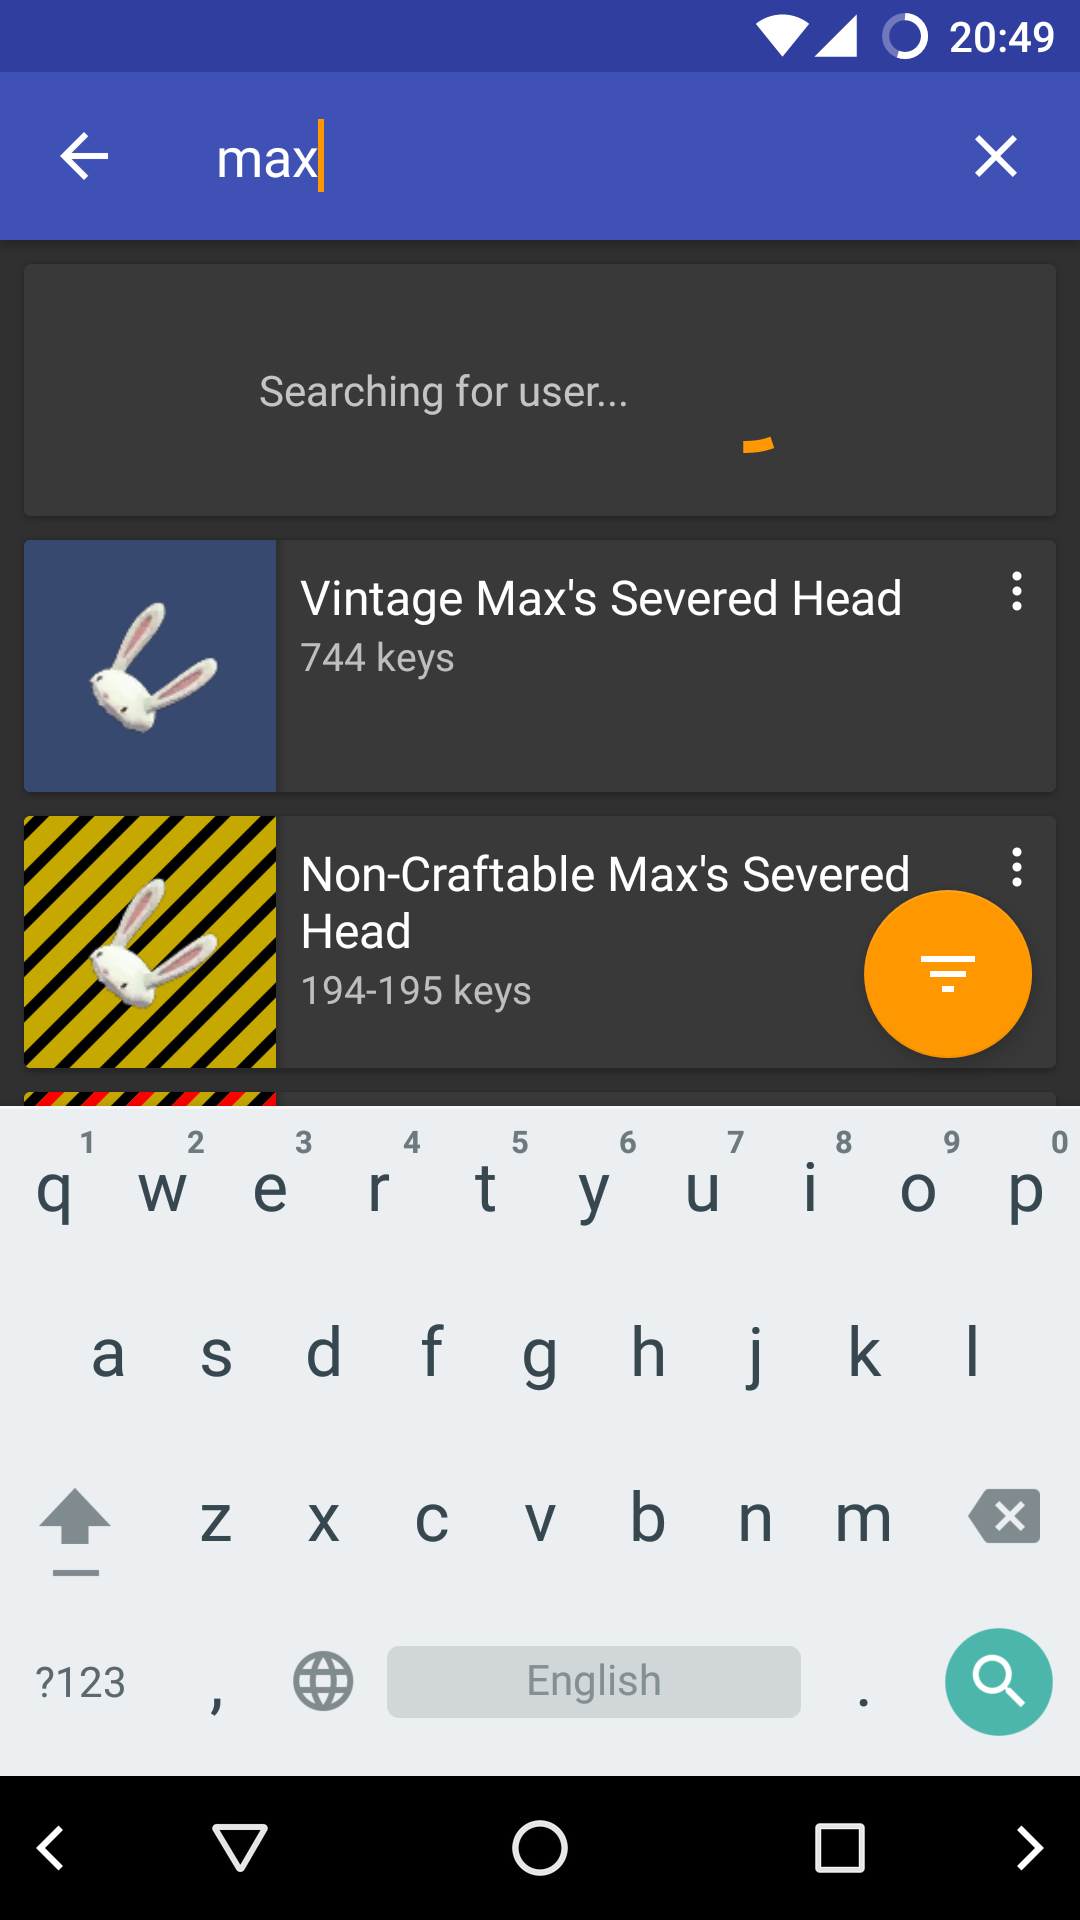 20:49
max
Searching for user...
Vintage Max's Severed Head
744 keys
Non-Craftable Max's Severed
Head
194-195 keys
1 2 3 4 5 6 7 8 9 0
q w e r t y u i o p
a s d f g h j k l
z x c v b n m
?123 , English .